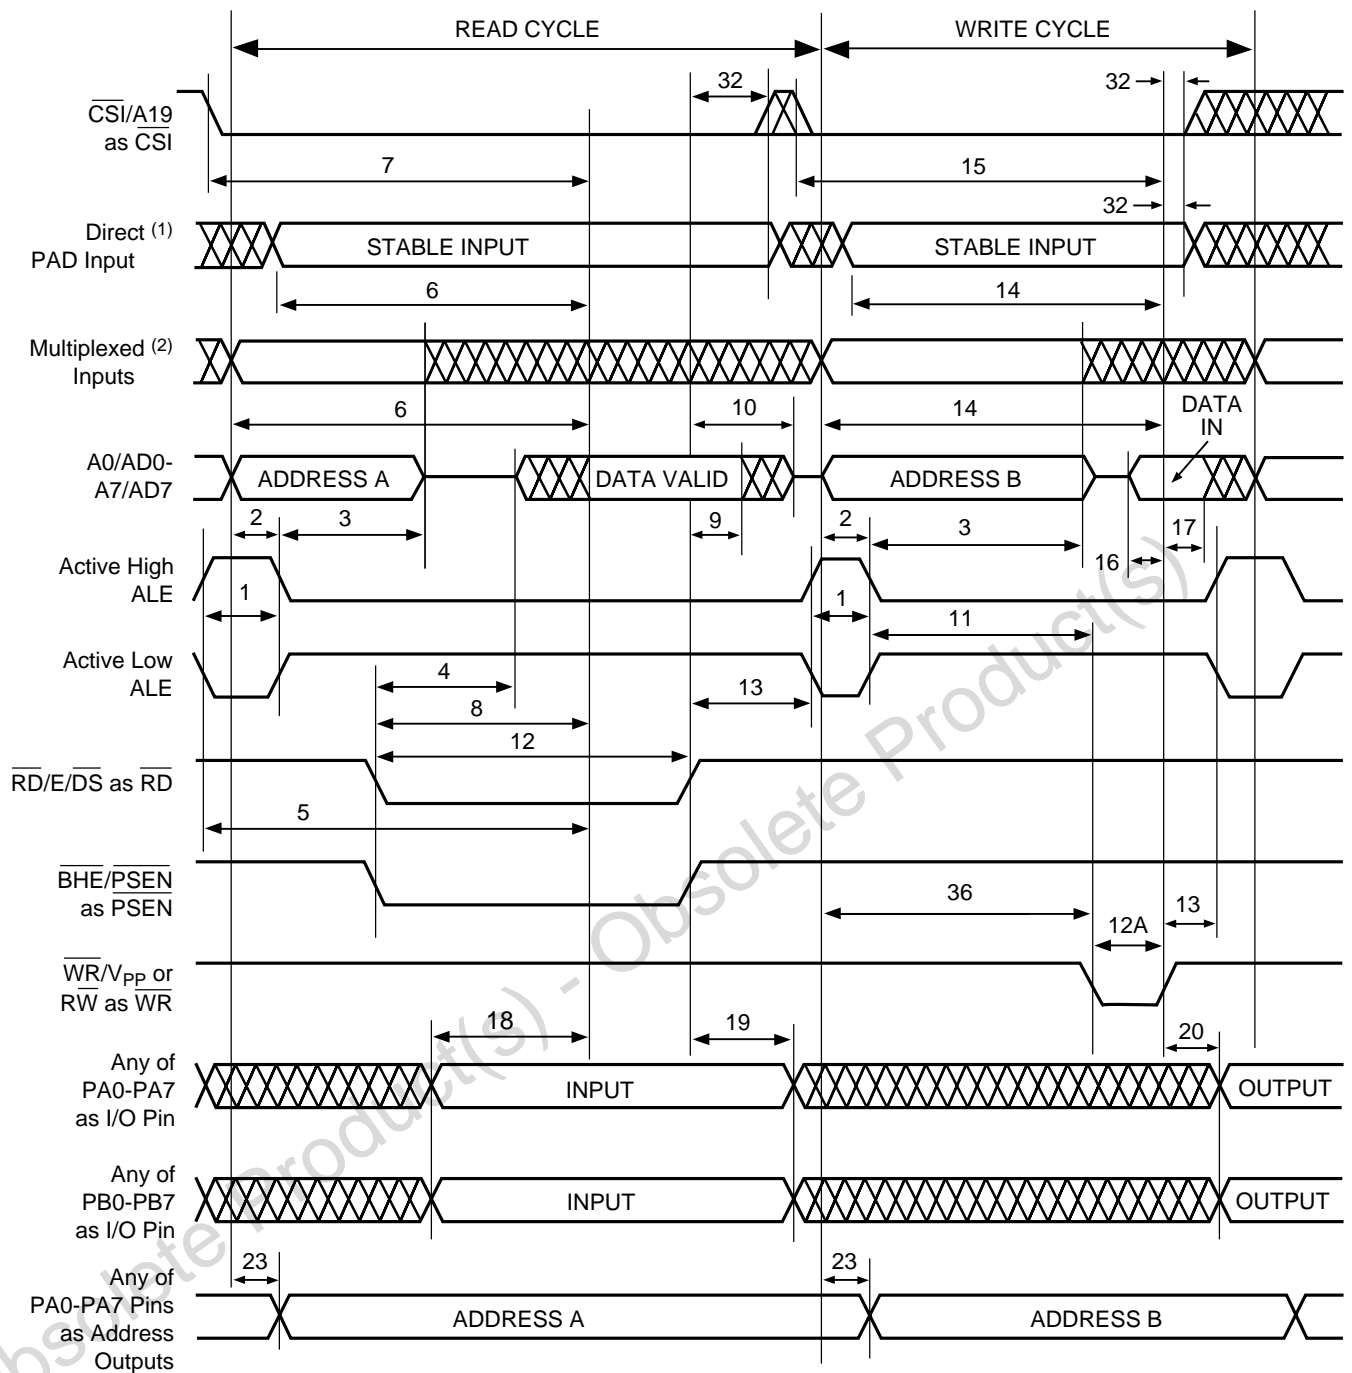 READ CYCLE
WRITE CYCLE
32
32
CSI/A19
as CSI
7
15
32
Direct (1)
PAD Input
STABLE INPUT
STABLE INPUT
6
14
Multiplexed (2)
Inputs
6
10
14
DATA
IN
A0/AD0-
A7/AD7
ADDRESS A
DATA VALID
ADDRESS B
2
3
9
2
3
17
16
Active High
ALE
1
1
11
Active Low
ALE
4
13
8
12
RD/E/DS as RD
5
BHE/PSEN
as PSEN
36
13
12A
WR/VPP or
RW as WR
18
19
20
Any of
PA0-PA7
as I/O Pin
INPUT
OUTPUT
Any of
PB0-PB7
as I/O Pin
INPUT
OUTPUT
23
23
Any of
PA0-PA7 Pins
as Address
Outputs
ADDRESS A
ADDRESS B
Obsolete Product(s) - Obsolete Product(s)